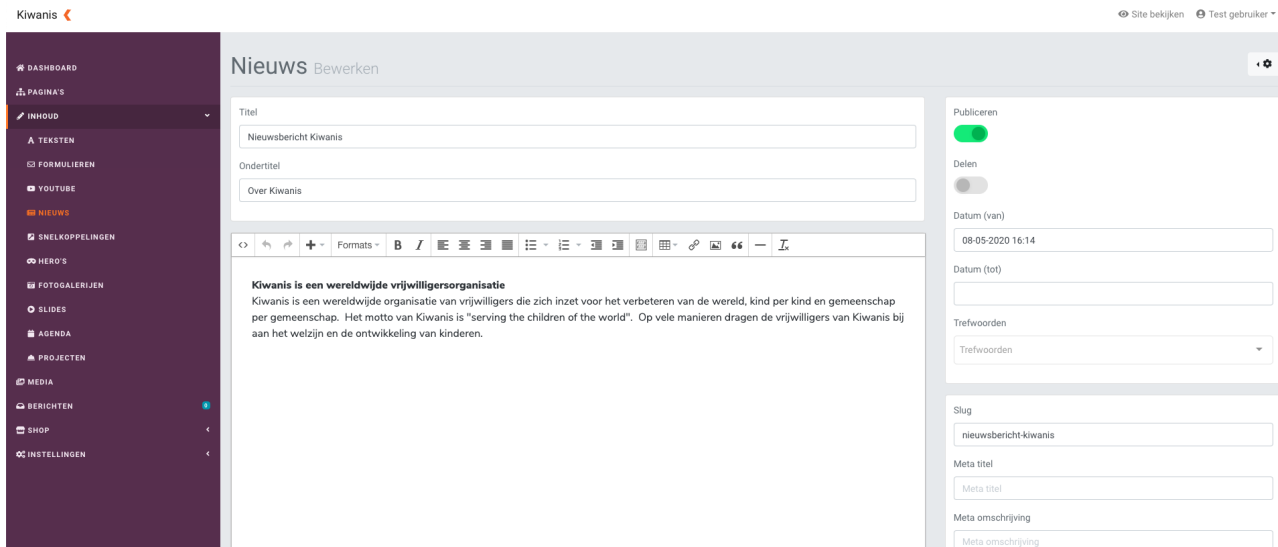 Kiwanis
Site bekijken
Test gebruiker
DASHBOARD
PAGINA'S
INHOUD
TEKSTEN
FORMULIEREN
YOUTUBE
NIEUWS
SNELKOPPELINGEN
HERO'S
FOTOGALERIJEN
SLIDES
AGENDA
PROJECTEN
MEDIA
BERICHTEN 0
SHOP
INSTELLINGEN
Nieuws Bewerken
Titel
Nieuwsbericht Kiwanis
Ondertitel
Over Kiwanis
Formats
Kiwanis is een wereldwijde vrijwilligersorganisatie
Kiwanis is een wereldwijde organisatie van vrijwilligers die zich inzet voor het verbeteren van de wereld, kind per kind en gemeenschap
per gemeenschap. Het motto van Kiwanis is "serving the children of the world". Op vele manieren dragen de vrijwilligers van Kiwanis bij
aan het welzijn en de ontwikkeling van kinderen.
Publiceren
Delen
Datum (van)
08-05-2020 16:14
Datum (tot)
Trefwoorden
Trefwoorden
Slug
nieuwsbericht-kiwanis
Meta titel
Meta titel
Meta omschrijving
Meta omschrijving